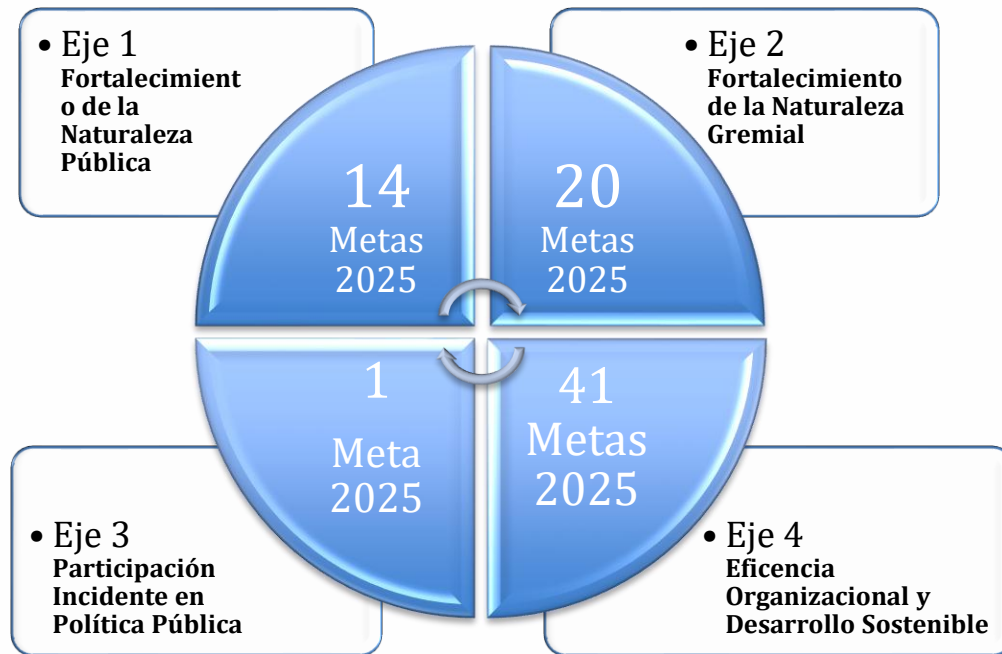 • Eje 1
Fortalecimient
o de la
Naturaleza
Pública
• Eje 2
Fortalecimiento
de la Naturaleza
Gremial
14
Metas
2025
20
Metas
2025
1
Meta
2025
41
Metas
2025
• Eje 3
Participación
Incidente en
Política Pública
• Eje 4
Eficencia
Organizacional y
Desarrollo Sostenible